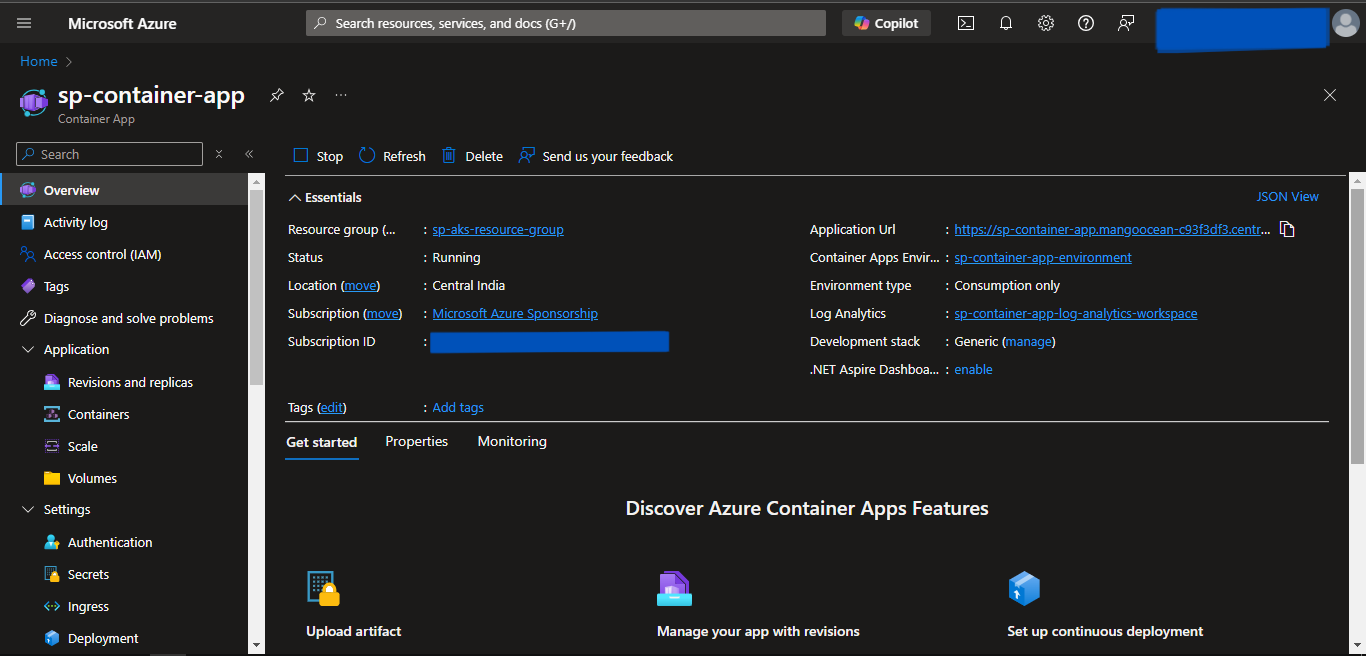 Microsoft Azure
Search resources, services, and docs (G+/)
Copilot
Home
sp-container-app
Container App
Search
Stop
Refresh
Delete
Send us your feedback
Overview
Activity log
Access control (IAM)
Tags
Diagnose and solve problems
Application
Revisions and replicas
Containers
Scale
Volumes
Settings
Authentication
Secrets
Ingress
Deployment
Essentials
JSON View
Resource group (... : sp-aks-resource-group
Status : Running
Location (move) : Central India
Subscription (move) : Microsoft Azure Sponsorship
Subscription ID :
Application Url : https://sp-container-app.mangoocean-c93f3df3.centr...
Container Apps Envir... : sp-container-app-environment
Environment type : Consumption only
Log Analytics : sp-container-app-log-analytics-workspace
Development stack : Generic (manage)
.NET Aspire Dashboa... : enable
Tags (edit) : Add tags
Get started
Properties
Monitoring
Discover Azure Container Apps Features
Upload artifact
Manage your app with revisions
Set up continuous deployment